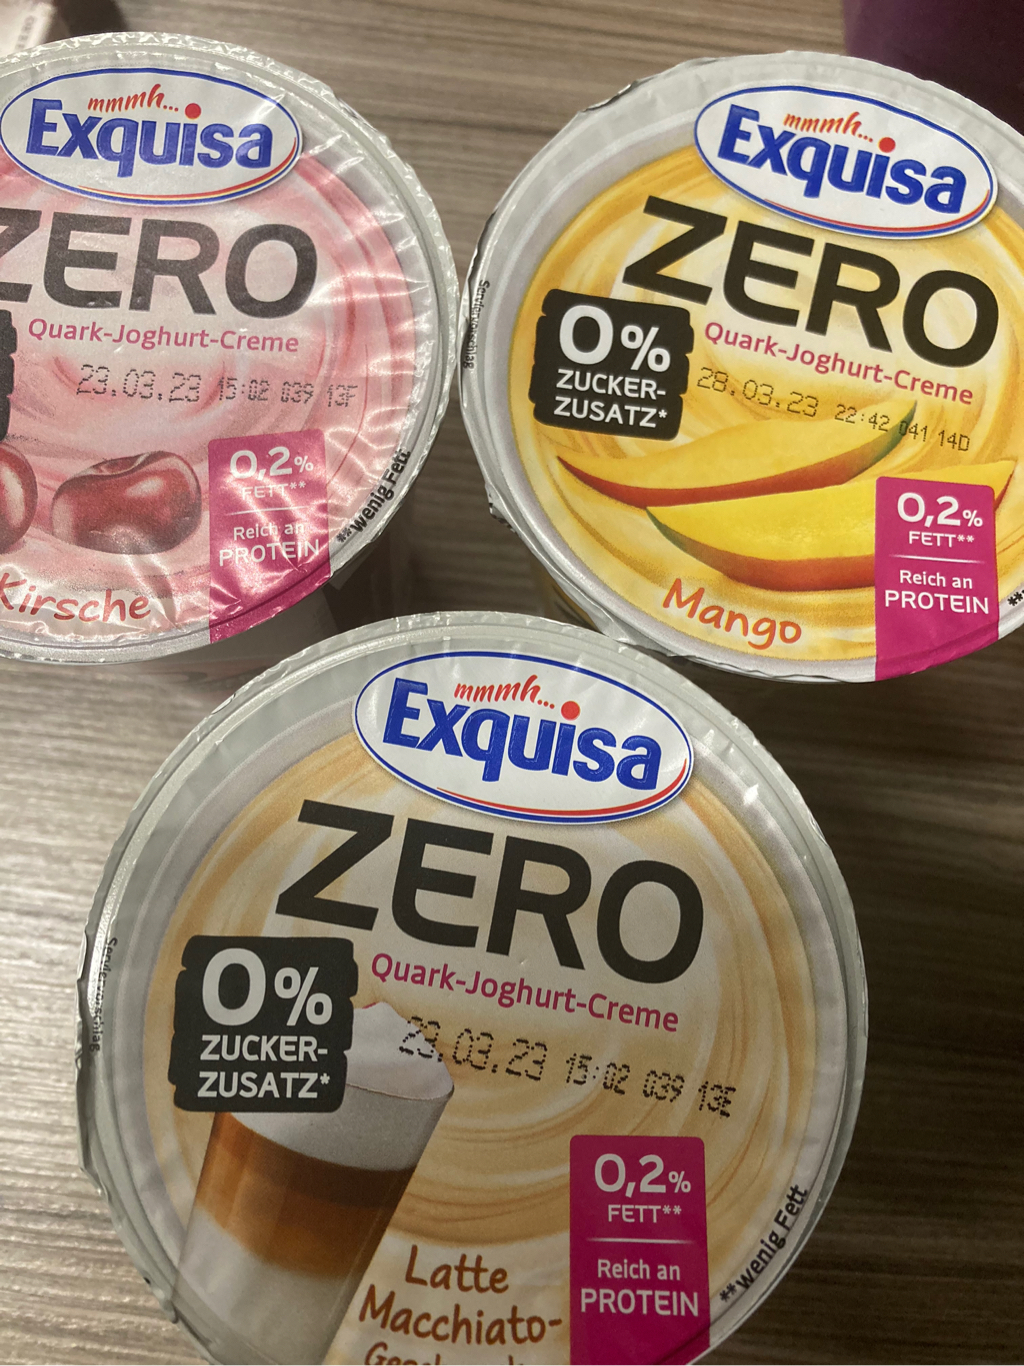 mmmh...
Exquisa
ZERO
Quark-Joghurt-Creme
23.03.23 15:02 039 13F
0,2%
FETT**
Reich an
PROTEIN
**wenig Fett
Kirsche
mmmh...
Exquisa
ZERO
Quark-Joghurt-Creme
0%
ZUCKER-
ZUSATZ*
28.03.23 22:42 041 14D
0,2%
FETT**
Reich an
PROTEIN
Mango
Serviervorschlag
mmmh...
Exquisa
ZERO
Quark-Joghurt-Creme
0%
ZUCKER-
ZUSATZ*
23.03.23 15:02 039 13E
0,2%
FETT**
Reich an
PROTEIN
**wenig Fett
Latte
Macchiato-
Serviervorschlag